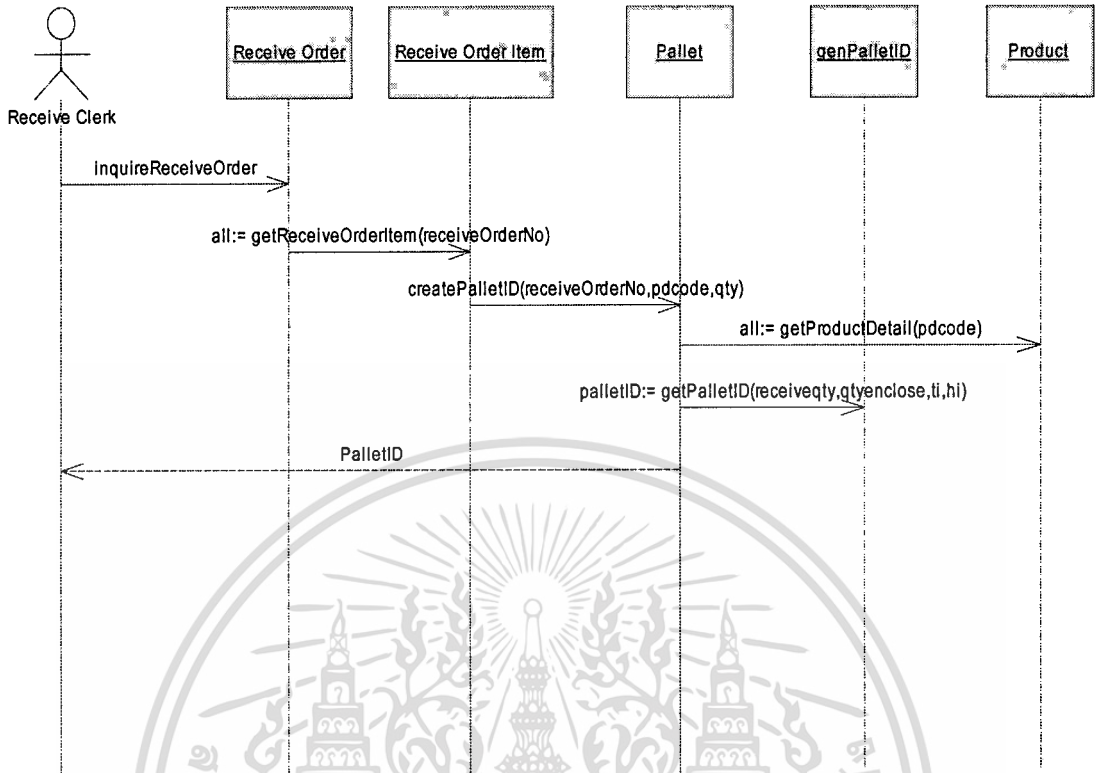 Receive Order
Receive Order Item
Pallet
genPalletID
Product
Receive Clerk
inquireReceiveOrder
all:= getReceiveOrderItem(receiveOrderNo)
createPalletID(receiveOrderNo,pdcode,qty)
all:= getProductDetail(pdcode)
palletID:= getPalletID(receiveqty,qtyenclose,ti,hi)
PalletID